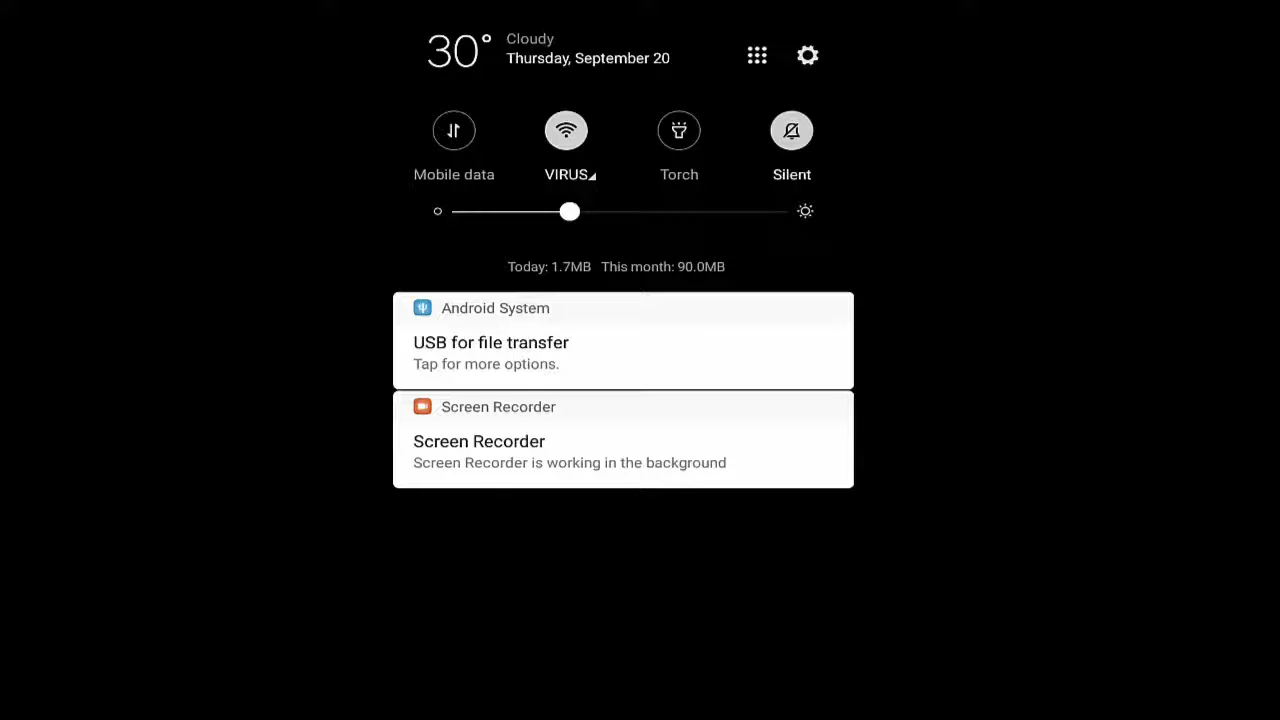 30°
Cloudy
Thursday, September 20
Mobile data
VIRUS
Torch
Silent
Today: 1.7MB This month: 90.0MB
Android System
USB for file transfer
Tap for more options.
Screen Recorder
Screen Recorder
Screen Recorder is working in the background